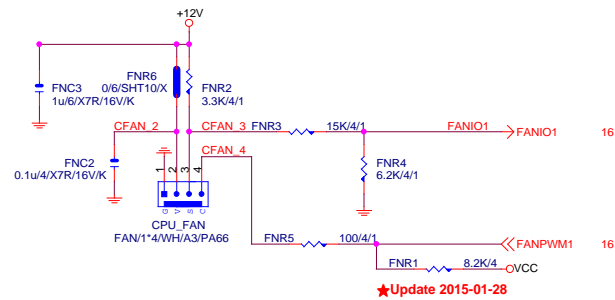 +12V
FNR6
0/6/SHT10/X
FNC3
1u/6/X7R/16V/K
FNR2
3.3K/4/1
CFAN_2
CFAN_3
FNR3
15K/4/1
FANIO1
FANIO1
16
CFAN_4
FNC2
0.1u/4/X7R/16V/K
FNR4
6.2K/4/1
1
2
3
4
G
V
S
C
CPU_FAN
FAN/1*4/WH/A3/PA66
FNR5
100/4/1
FANPWM1
16
FNR1
8.2K/4
VCC
★Update 2015-01-28